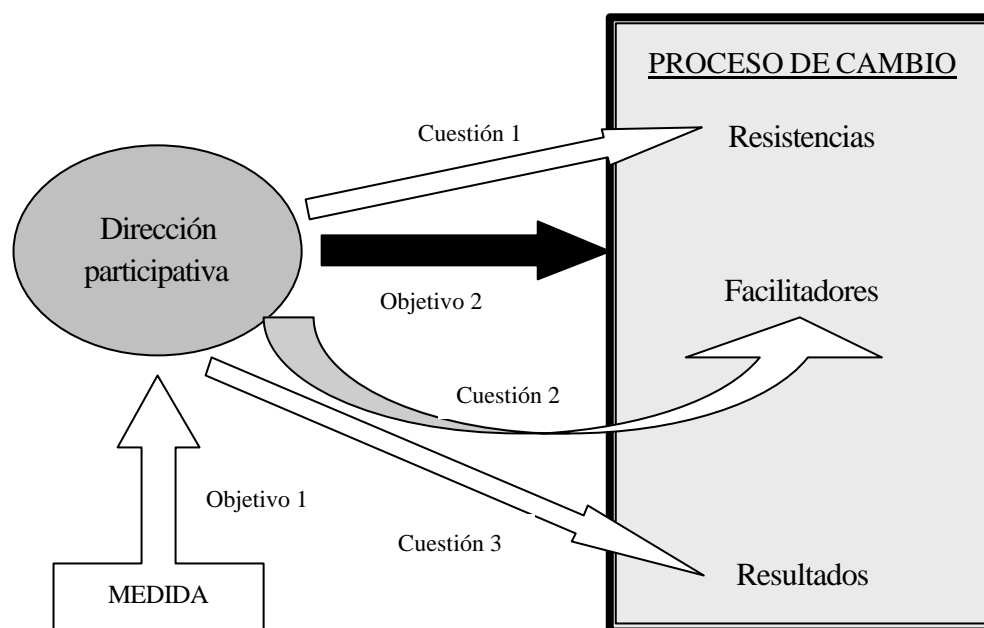 PROCESO DE CAMBIO
Cuestión 1
Resistencias
Dirección
participativa
Objetivo 2
Facilitadores
Cuestión 2
Objetivo 1
Cuestión 3
Resultados
MEDIDA